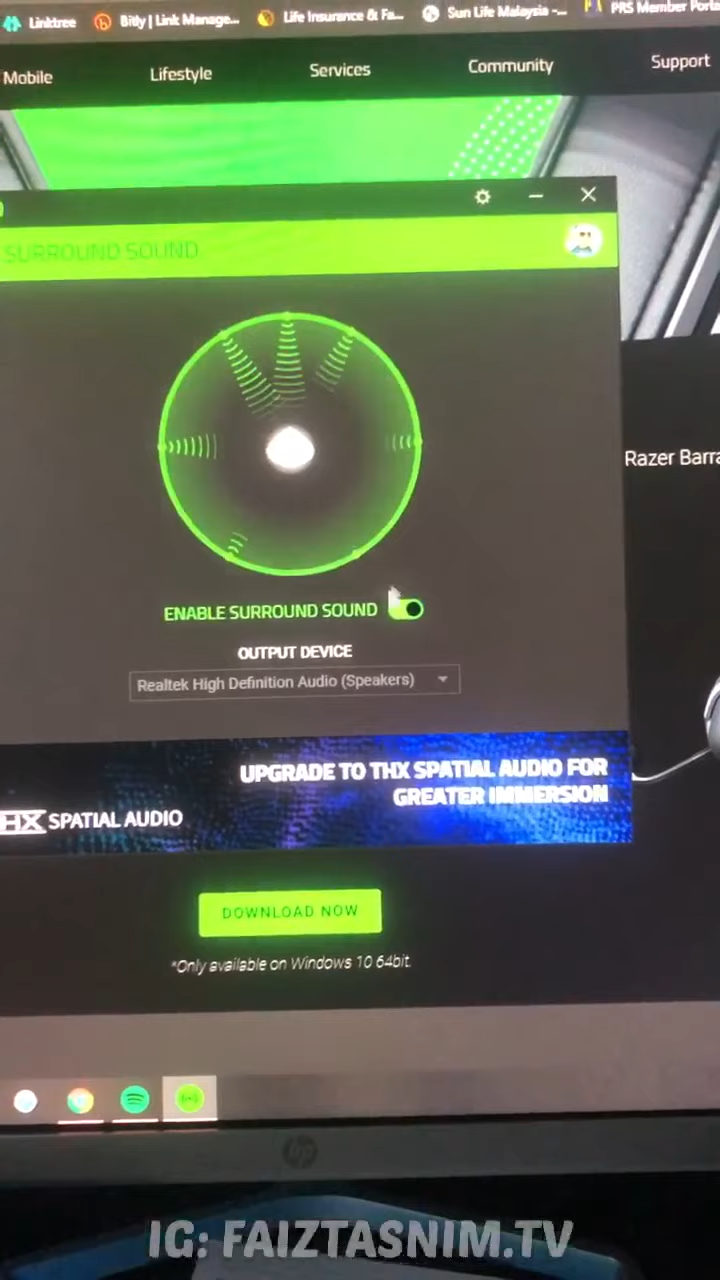 Linktree
Bitly | Link Manage...
Life Insurance & Fa...
Sun Life Malaysia -...
PRS Member Porta
Mobile
Lifestyle
Services
Community
Support
SURROUND SOUND
Razer Barra
ENABLE SURROUND SOUND
OUTPUT DEVICE
Realtek High Definition Audio (Speakers)
UPGRADE TO THX SPATIAL AUDIO FOR
GREATER IMMERSION
HX SPATIAL AUDIO
DOWNLOAD NOW
*Only available on Windows 10 64bit.
hp
IG: FAIZTASNIM.TV